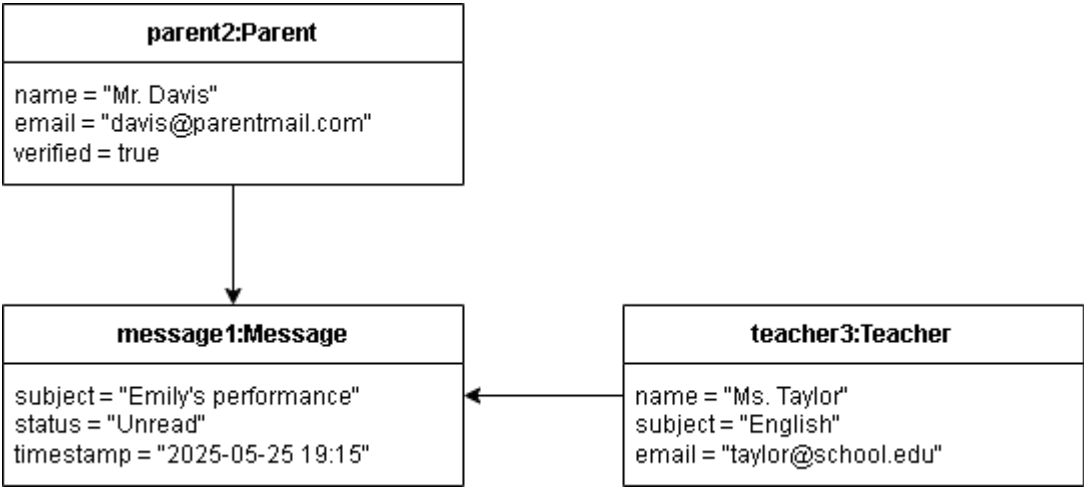 parent2:Parent
name = "Mr. Davis"
email = "davis@parentmail.com"
verified = true
message1:Message
subject = "Emily's performance"
status = "Unread"
timestamp = "2025-05-25 19:15"
teacher3:Teacher
name = "Ms. Taylor"
subject = "English"
email = "taylor@school.edu"